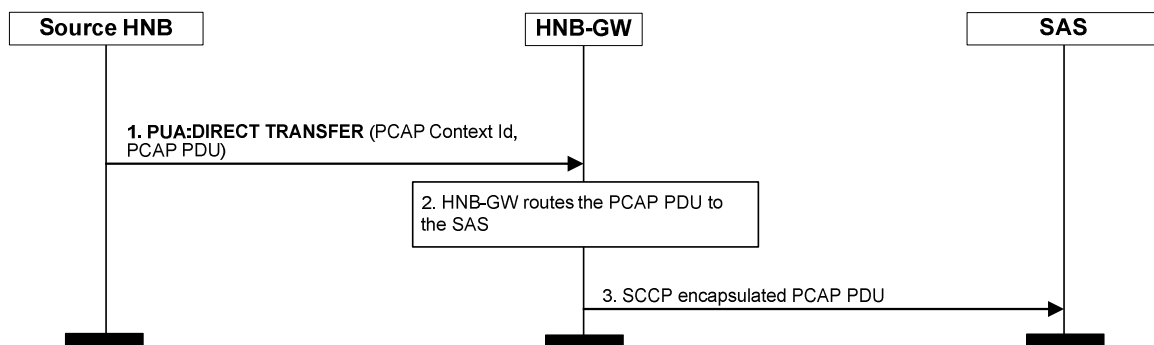 Source HNB
HNB-GW
SAS
1. PUA:DIRECT TRANSFER (PCAP Context Id,
PCAP PDU)
2. HNB-GW routes the PCAP PDU to
the SAS
3. SCCP encapsulated PCAP PDU